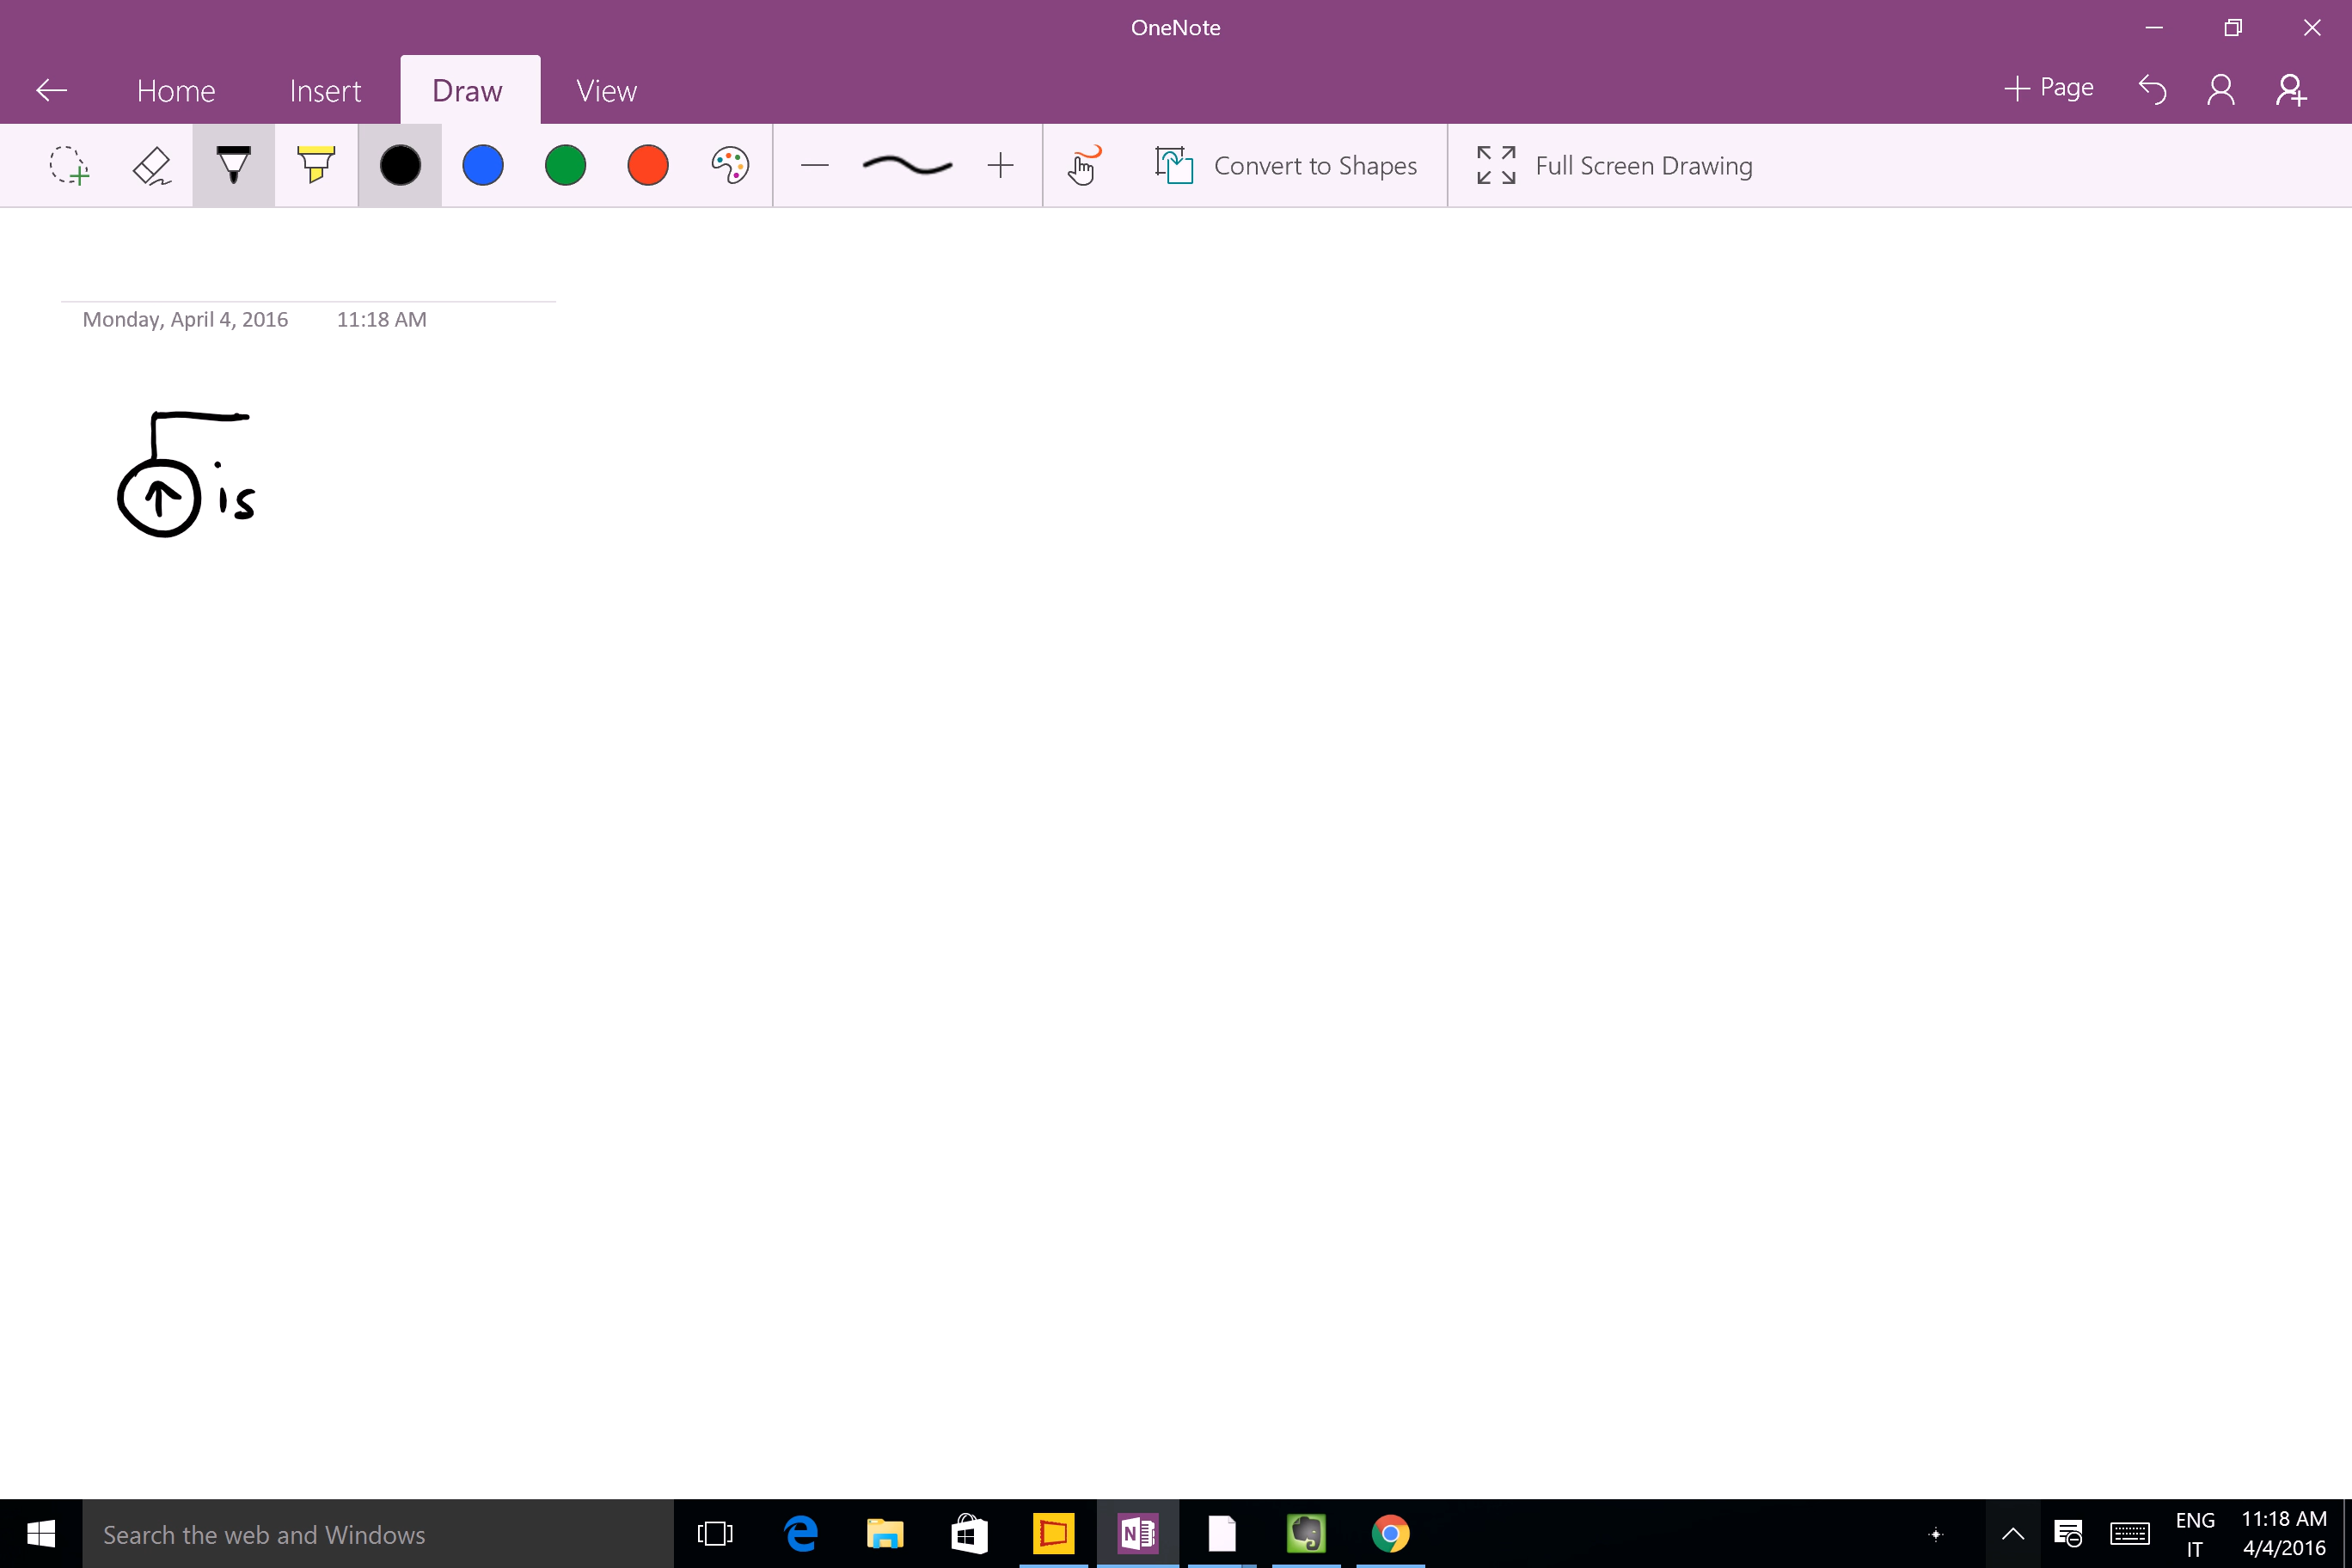 OneNote
Home Insert Draw View + Page
Convert to Shapes Full Screen Drawing
Monday, April 4, 2016 11:18 AM
is
Search the web and Windows
ENG 11:18 AM
IT 4/4/2016